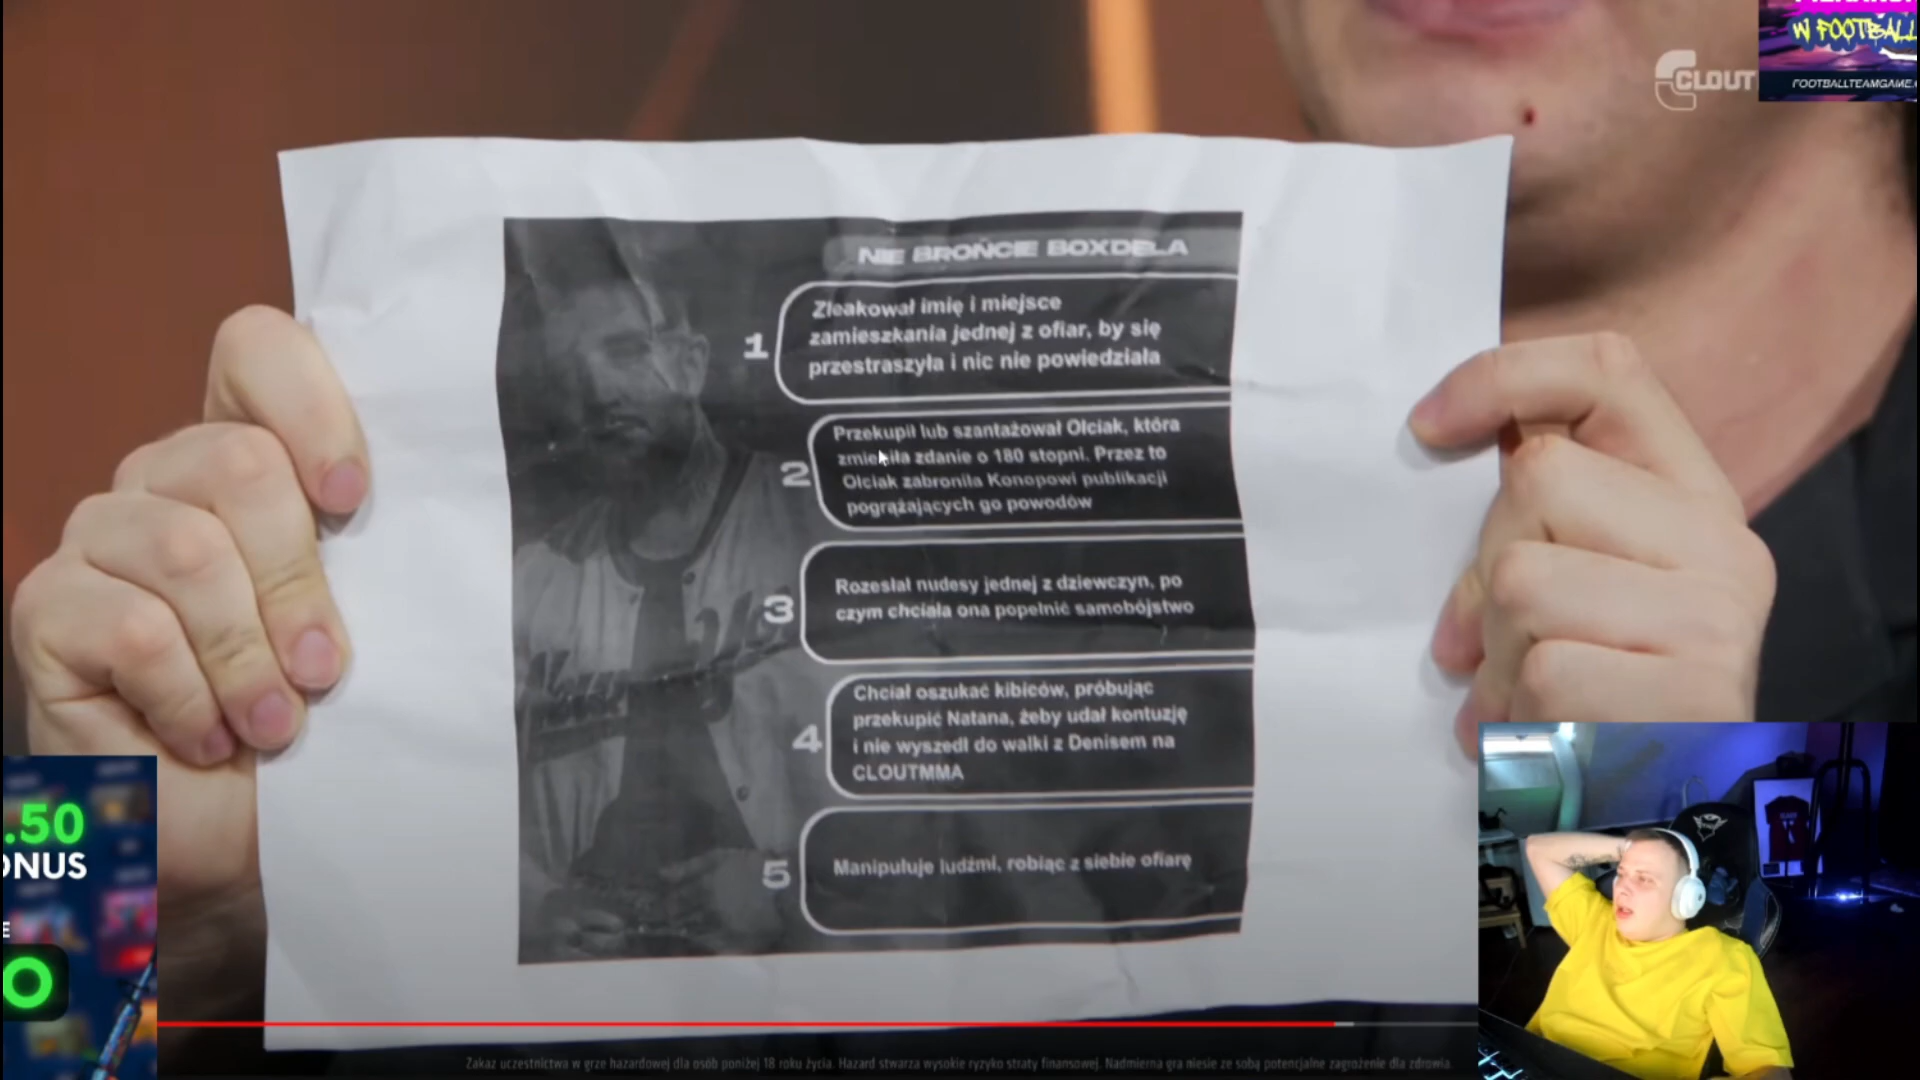 W FOOTBALL
CLOUT
FOOTBALLTEAMGAME.
NIE BROŃCIE BOXDELA
1
Zleakował imię i miejsce
zamieszkania jednej z ofiar, by się
przestraszyła i nic nie powiedziała
2
Przekupił lub szantażował Olciak, która
zmieniła zdanie o 180 stopni. Przez to
Olciak zabroniła Konopowi publikacji
pogrążających go powodów
3
Rozesłał nudesy jednej z dziewczyn, po
czym chciała ona popełnić samobójstwo
4
Chciał oszukać kibiców, próbując
przekupić Natana, żeby udał kontuzję
i nie wyszedł do walki z Denisem na
CLOUTMMA
5
Manipuluje ludźmi, robiąc z siebie ofiarę
.50
ONUS
E
O
Zakaz uczestnictwa w grze hazardowej dla osób poniżej 18 roku życia. Hazard stwarza wysokie ryzyko straty finansowej. Nadmierna gra niesie ze sobą potencjalne zagrożenie dla zdrowia.